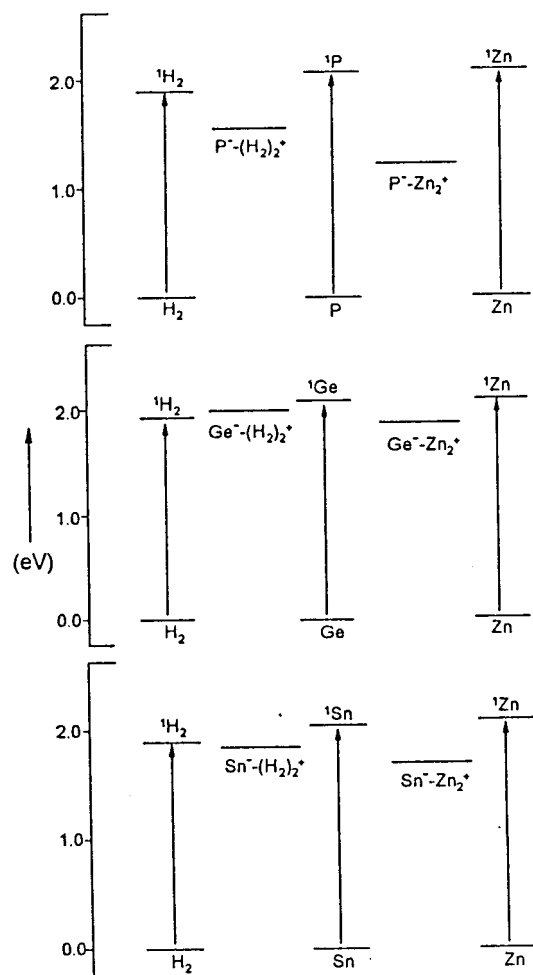 ¹H₂ ¹P ¹Zn
2.0
P⁻-(H₂)₂⁺
P⁻-Zn₂⁺
1.0
0.0
H₂ P Zn
¹H₂ ¹Ge ¹Zn
2.0
Ge⁻-(H₂)₂⁺ Ge⁻-Zn₂⁺
1.0
(eV)
0.0
H₂ Ge Zn
¹H₂ ¹Sn ¹Zn
2.0
Sn⁻-(H₂)₂⁺ Sn⁻-Zn₂⁺
1.0
0.0
H₂ Sn Zn